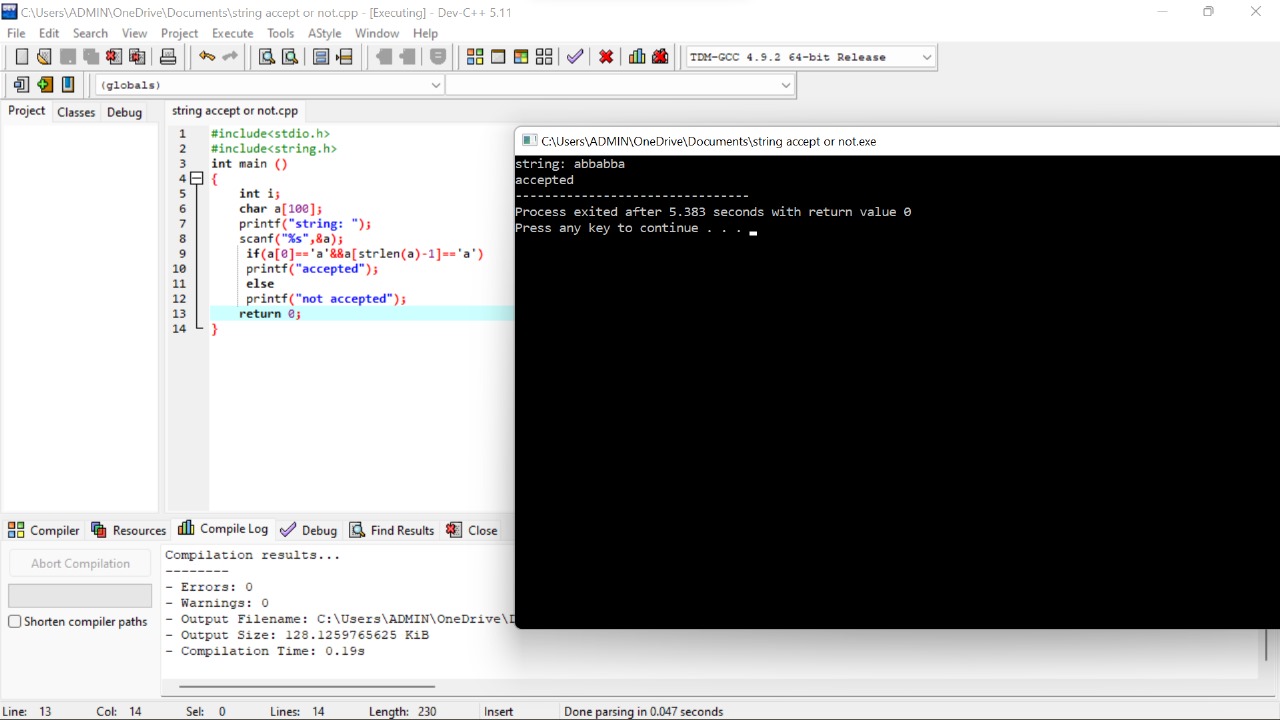 C:\Users\ADMIN\OneDrive\Documents\string accept or not.cpp - [Executing] - Dev-C++ 5.11
File Edit Search View Project Execute Tools AStyle Window Help
TDM-GCC 4.9.2 64-bit Release
(globals)
Project Classes Debug
string accept or not.cpp
1 #include<stdio.h>
2 #include<string.h>
3 int main ()
4 {
5 int i;
6 char a[100];
7 printf("string: ");
8 scanf("%s",&a);
9 if(a[0]=='a'&&a[strlen(a)-1]=='a')
10 printf("accepted");
11 else
12 printf("not accepted");
13 return 0;
14 }
C:\Users\ADMIN\OneDrive\Documents\string accept or not.exe
string: abbabba
accepted
--------------------------------
Process exited after 5.383 seconds with return value 0
Press any key to continue . . .
Compiler Resources Compile Log Debug Find Results Close
Abort Compilation
Shorten compiler paths
Compilation results...
--------
- Errors: 0
- Warnings: 0
- Output Filename: C:\Users\ADMIN\OneDrive\
- Output Size: 128.1259765625 KiB
- Compilation Time: 0.19s
Line: 13 Col: 14 Sel: 0 Lines: 14 Length: 230 Insert Done parsing in 0.047 seconds